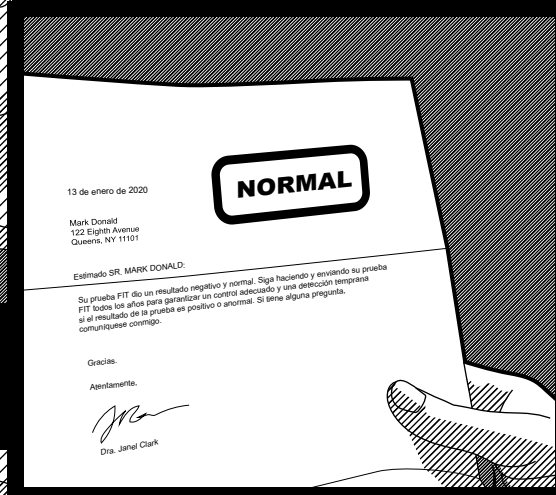 NORMAL
13 de enero de 2020
Mark Donald
122 Eighth Avenue
Queens, NY 11101
Estimado SR. MARK DONALD:
Su prueba FIT dio un resultado negativo y normal. Siga haciendo y enviando su prueba
FIT todos los años para garantizar un control adecuado y una detección temprana
si el resultado de la prueba es positivo o anormal. Si tiene alguna pregunta,
comuníquese conmigo.
Gracias.
Atentamente,
Dra. Janel Clark